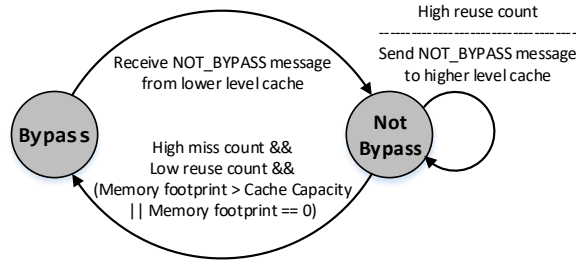 High reuse count
Send NOT_BYPASS message
to higher level cache
Receive NOT_BYPASS message
from lower level cache
Bypass
Not
Bypass
High miss count &&
Low reuse count &&
(Memory footprint > Cache Capacity
|| Memory footprint == 0)